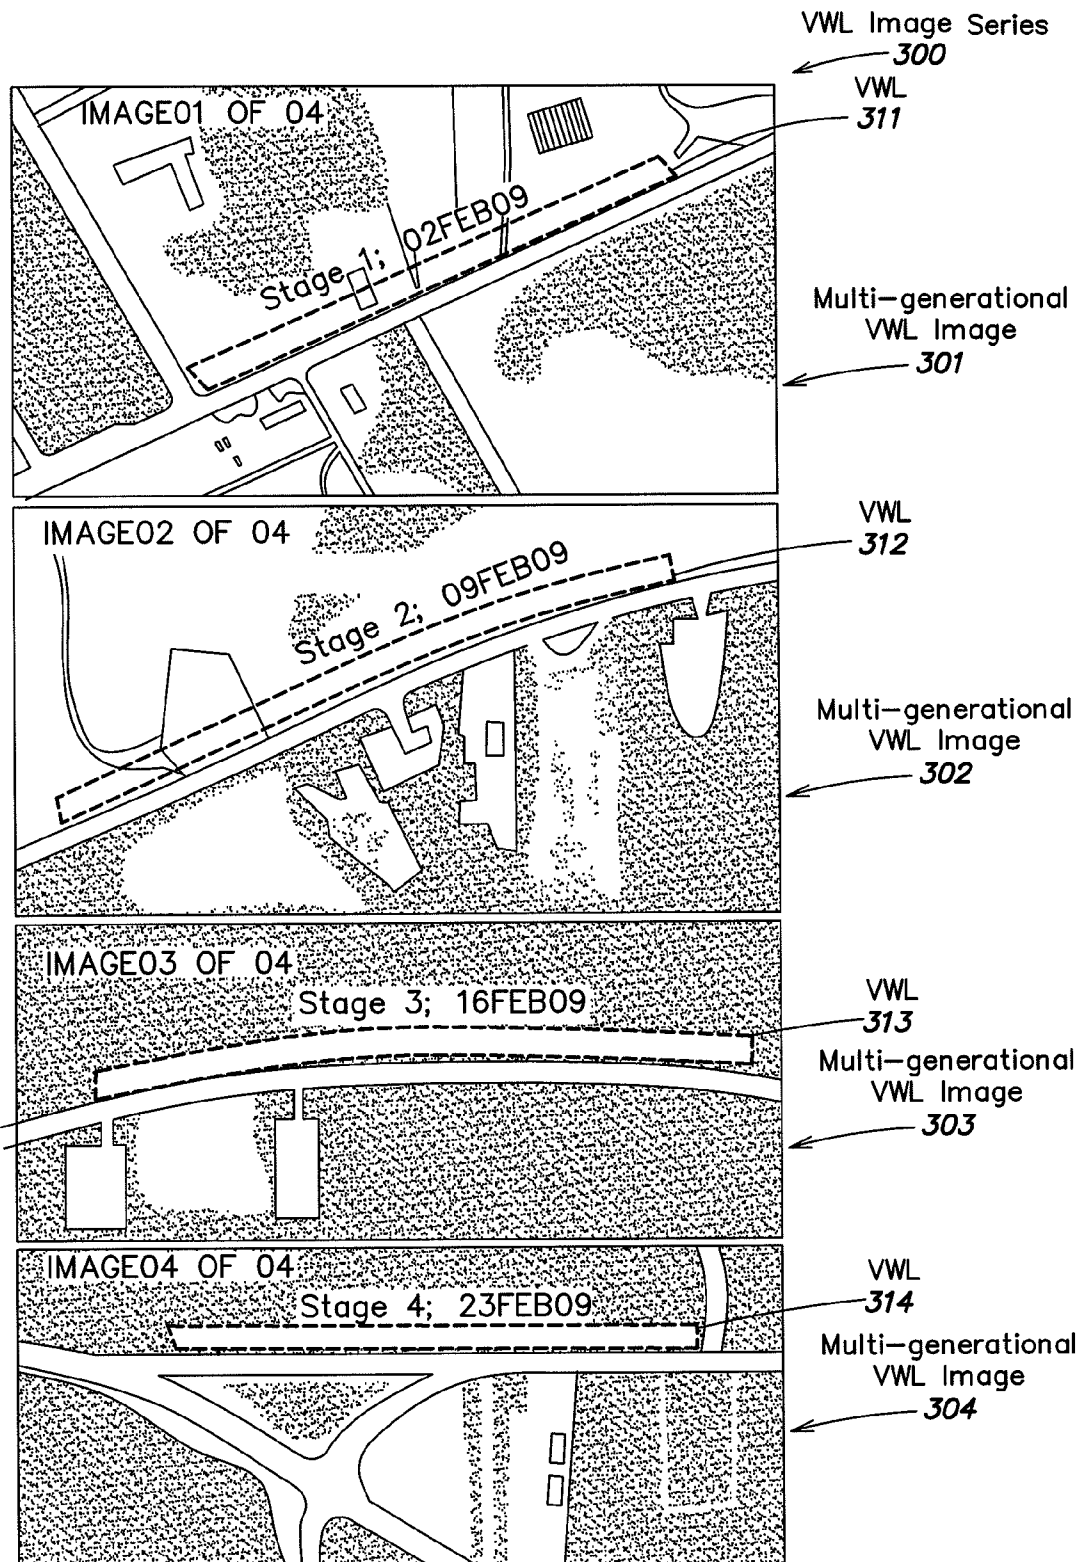 VWL Image Series
300
IMAGE01 OF 04
VWL
311
Stage 1; 02FEB09
Multi-generational
VWL Image
301
IMAGE02 OF 04
VWL
312
Stage 2; 09FEB09
Multi-generational
VWL Image
302
IMAGE03 OF 04
Stage 3; 16FEB09
VWL
313
Multi-generational
VWL Image
303
IMAGE04 OF 04
Stage 4; 23FEB09
VWL
314
Multi-generational
VWL Image
304